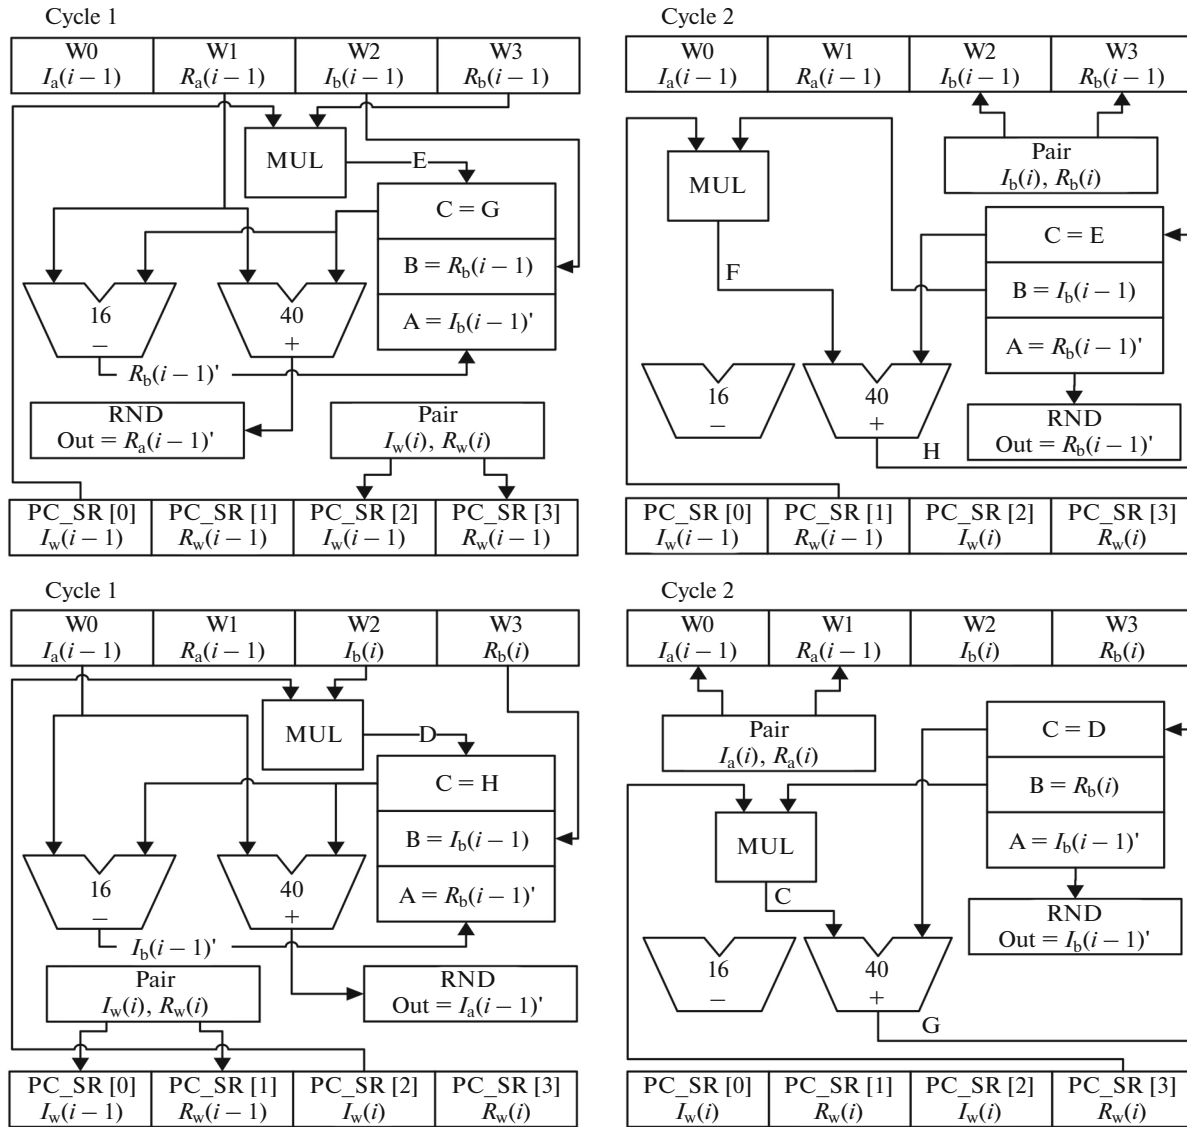 Cycle 1
W0 W1 W2 W3
I_a(i − 1) R_a(i − 1) I_b(i − 1) R_b(i − 1)
MUL
E
C = G
B = R_b(i − 1)
A = I_b(i − 1)'
16
−
40
+
R_b(i − 1)'
RND
Out = R_a(i − 1)'
Pair
I_w(i), R_w(i)
PC_SR [0] PC_SR [1] PC_SR [2] PC_SR [3]
I_w(i − 1) R_w(i − 1) I_w(i − 1) R_w(i − 1)
Cycle 2
W0 W1 W2 W3
I_a(i − 1) R_a(i − 1) I_b(i − 1) R_b(i − 1)
Pair
I_b(i), R_b(i)
MUL
F
C = E
B = I_b(i − 1)
A = R_b(i − 1)'
16
−
40
+
RND
Out = R_b(i − 1)'
H
PC_SR [0] PC_SR [1] PC_SR [2] PC_SR [3]
I_w(i − 1) R_w(i − 1) I_w(i) R_w(i)
Cycle 1
W0 W1 W2 W3
I_a(i − 1) R_a(i − 1) I_b(i) R_b(i)
MUL
D
C = H
B = I_b(i − 1)
A = R_b(i − 1)'
16
−
40
+
I_b(i − 1)'
Pair
I_w(i), R_w(i)
RND
Out = I_a(i − 1)'
PC_SR [0] PC_SR [1] PC_SR [2] PC_SR [3]
I_w(i − 1) R_w(i − 1) I_w(i) R_w(i)
Cycle 2
W0 W1 W2 W3
I_a(i − 1) R_a(i − 1) I_b(i) R_b(i)
Pair
I_a(i), R_a(i)
C = D
B = R_b(i)
A = I_b(i − 1)'
MUL
C
RND
Out = I_b(i − 1)'
16
−
40
+
G
PC_SR [0] PC_SR [1] PC_SR [2] PC_SR [3]
I_w(i) R_w(i) I_w(i) R_w(i)